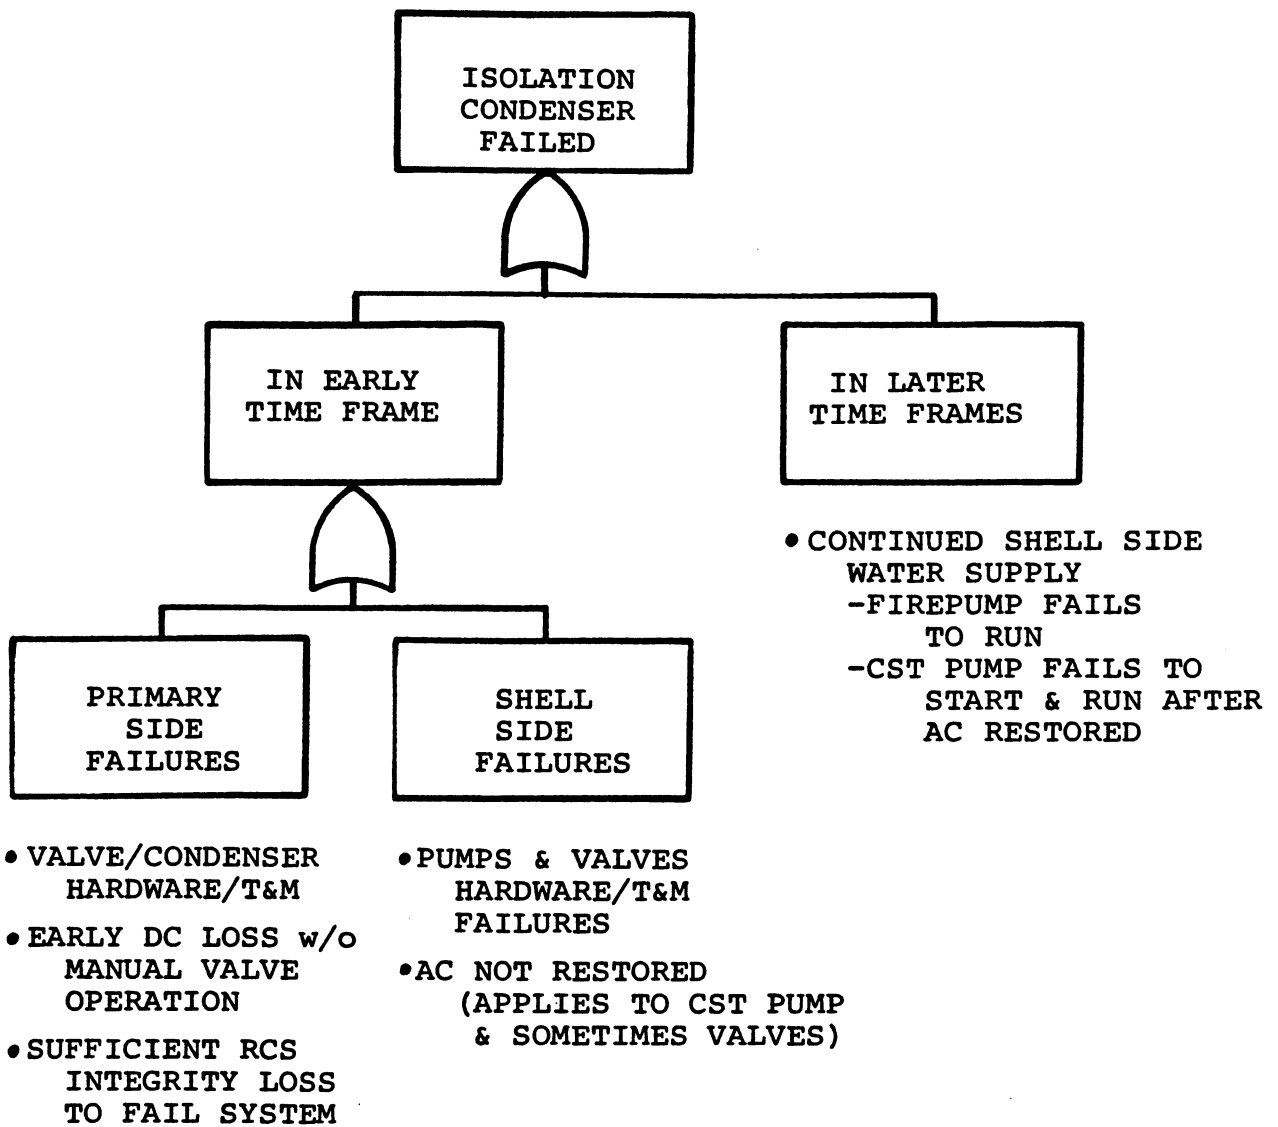 ISOLATION
CONDENSER
FAILED
IN EARLY
TIME FRAME
IN LATER
TIME FRAMES
• CONTINUED SHELL SIDE
WATER SUPPLY
-FIREPUMP FAILS
TO RUN
-CST PUMP FAILS TO
START & RUN AFTER
AC RESTORED
PRIMARY
SIDE
FAILURES
SHELL
SIDE
FAILURES
• VALVE/CONDENSER
HARDWARE/T&M
• EARLY DC LOSS w/o
MANUAL VALVE
OPERATION
• SUFFICIENT RCS
INTEGRITY LOSS
TO FAIL SYSTEM
• PUMPS & VALVES
HARDWARE/T&M
FAILURES
• AC NOT RESTORED
(APPLIES TO CST PUMP
& SOMETIMES VALVES)